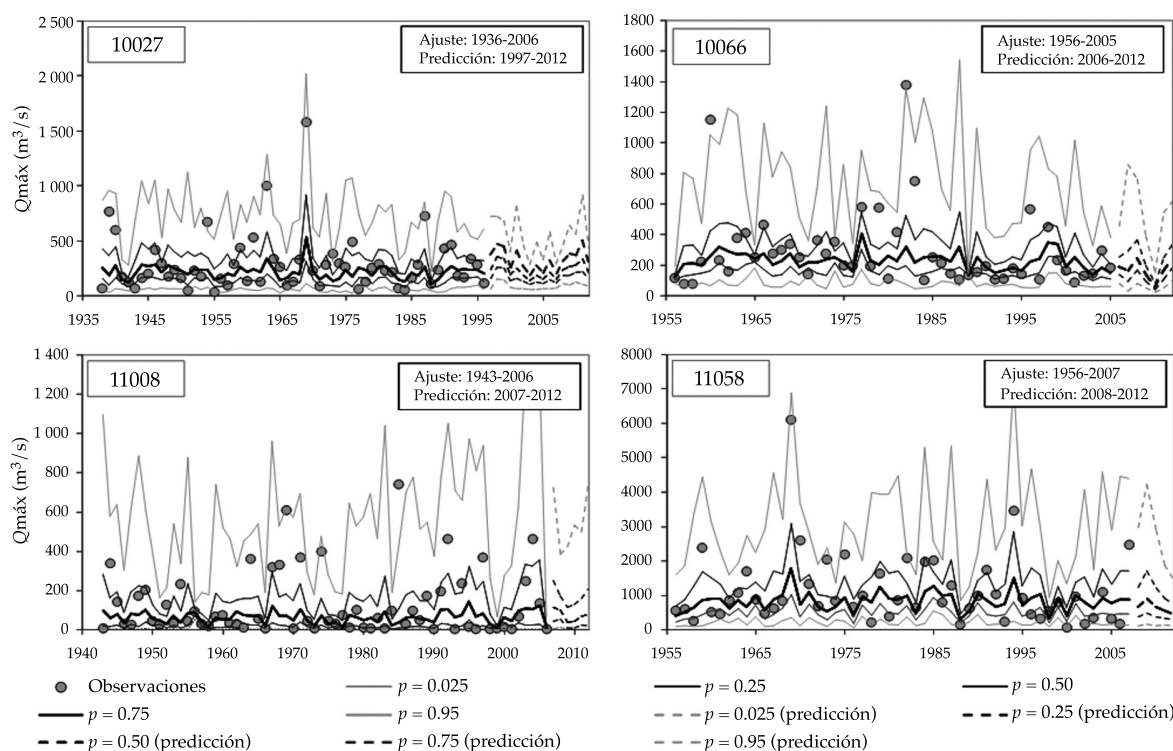 2 500
10027
Ajuste: 1936-2006
Predicción: 1997-2012
2 000
1 500
1 000
500
0
Qmáx (m³/s)
1935 1945 1955 1965 1975 1985 1995 2005
1800
10066
Ajuste: 1956-2005
Predicción: 2006-2012
1600
1400
1200
1000
800
600
400
200
0
1955 1965 1975 1985 1995 2005
1 400
11008
Ajuste: 1943-2006
Predicción: 2007-2012
1 200
1 000
800
600
400
200
0
Qmáx (m³/s)
1940 1950 1960 1970 1980 1990 2000 2010
8000
11058
Ajuste: 1956-2007
Predicción: 2008-2012
7000
6000
5000
4000
3000
2000
1000
0
1955 1965 1975 1985 1995 2005
Observaciones p = 0.025 p = 0.25 p = 0.50
p = 0.75 p = 0.95 p = 0.025 (predicción) p = 0.25 (predicción)
p = 0.50 (predicción) p = 0.75 (predicción) p = 0.95 (predicción)